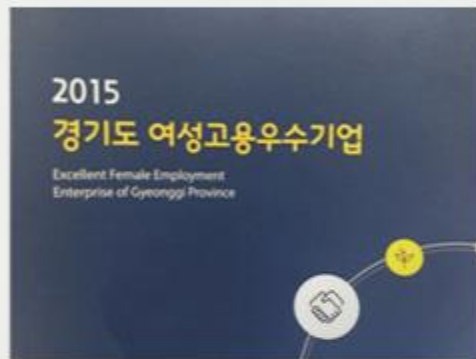 2015
경기도 여성고용우수기업
Excellent Female Employment
Enterprise of Gyeonggi Province